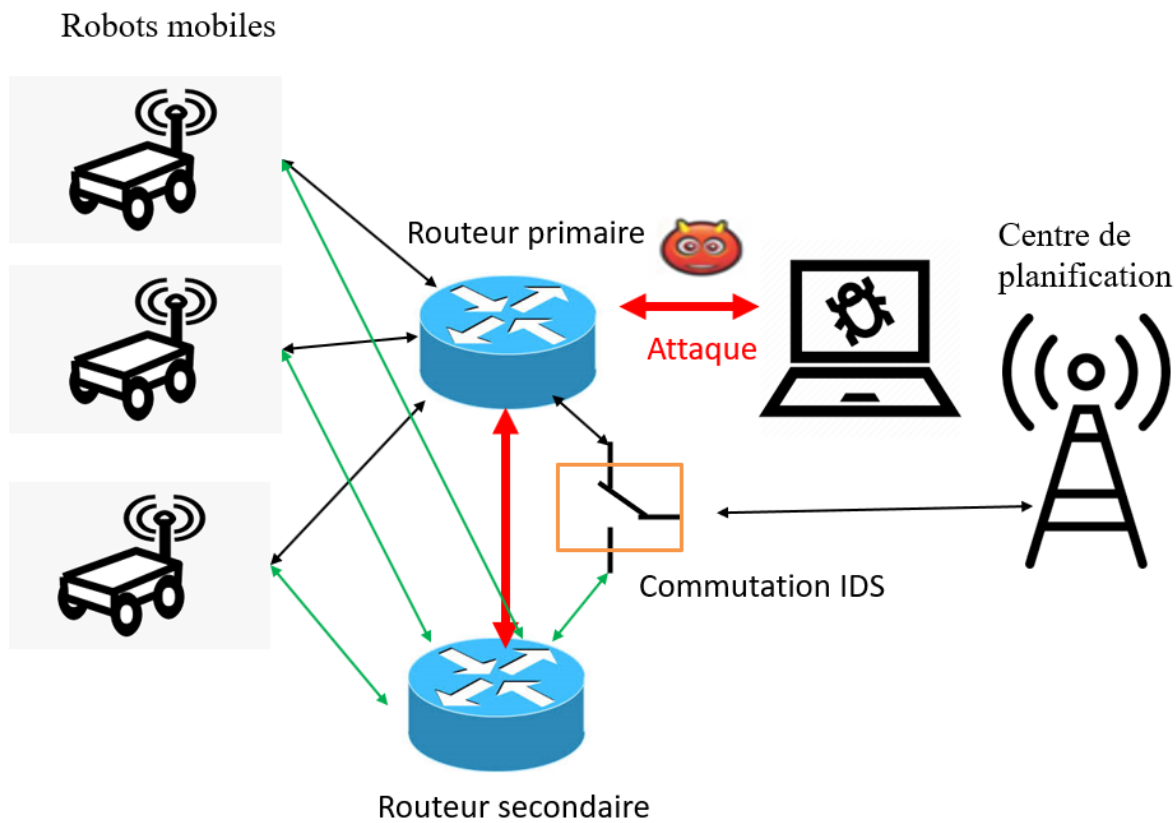 Robots mobiles
Routeur primaire
Attaque
Centre de
planification
Commutation IDS
Routeur secondaire